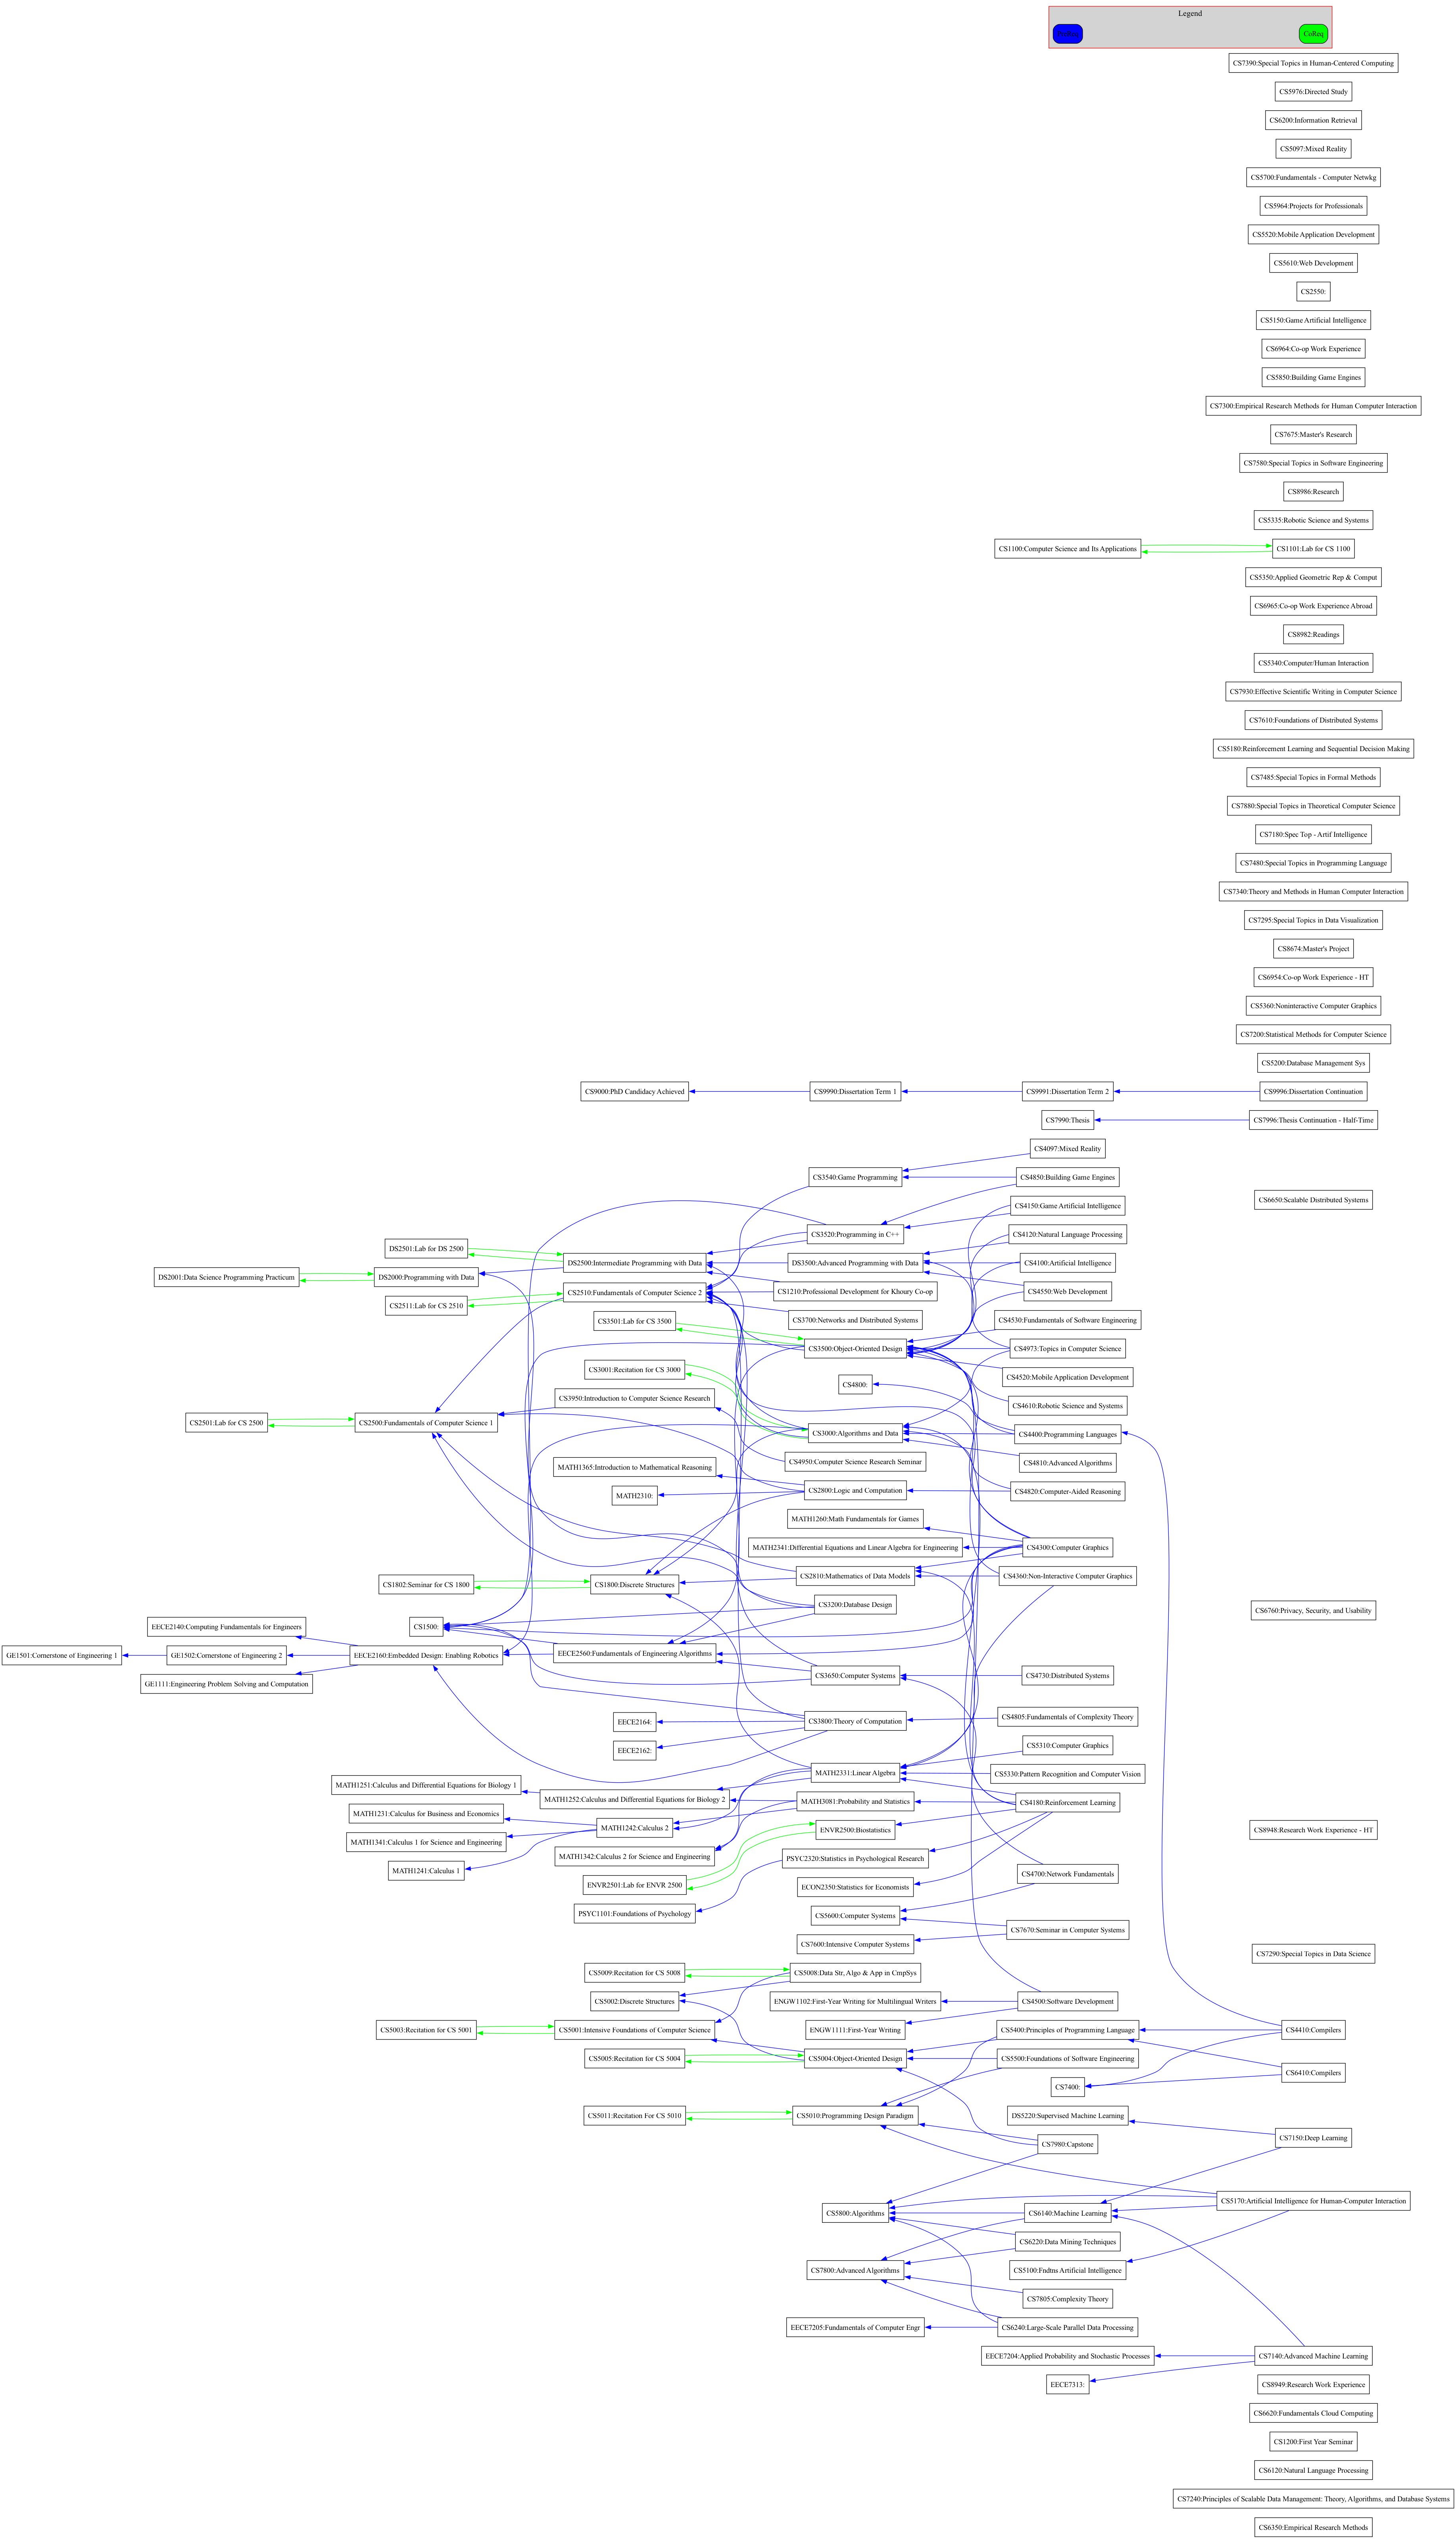 Legend
PreReq
CoReq
CS7390:Special Topics in Human-Centered Computing
CS5976:Directed Study
CS6200:Information Retrieval
CS5097:Mixed Reality
CS5700:Fundamentals - Computer Netwkg
CS5964:Projects for Professionals
CS5520:Mobile Application Development
CS5610:Web Development
CS2550:
CS5150:Game Artificial Intelligence
CS6964:Co-op Work Experience
CS5850:Building Game Engines
CS7300:Empirical Research Methods for Human Computer Interaction
CS7675:Master's Research
CS7580:Special Topics in Software Engineering
CS8986:Research
CS5335:Robotic Science and Systems
CS1100:Computer Science and Its Applications
CS1101:Lab for CS 1100
CS5350:Applied Geometric Rep & Comput
CS6965:Co-op Work Experience Abroad
CS8982:Readings
CS5340:Computer/Human Interaction
CS7930:Effective Scientific Writing in Computer Science
CS7610:Foundations of Distributed Systems
CS5180:Reinforcement Learning and Sequential Decision Making
CS7485:Special Topics in Formal Methods
CS7880:Special Topics in Theoretical Computer Science
CS7180:Spec Top - Artif Intelligence
CS7480:Special Topics in Programming Language
CS7340:Theory and Methods in Human Computer Interaction
CS7295:Special Topics in Data Visualization
CS8674:Master's Project
CS6954:Co-op Work Experience - HT
CS5360:Noninteractive Computer Graphics
CS7200:Statistical Methods for Computer Science
CS5200:Database Management Sys
CS9000:PhD Candidacy Achieved
CS9990:Dissertation Term 1
CS9991:Dissertation Term 2
CS9996:Dissertation Continuation
CS7990:Thesis
CS7996:Thesis Continuation - Half-Time
CS4097:Mixed Reality
CS3540:Game Programming
CS4850:Building Game Engines
CS6650:Scalable Distributed Systems
CS4150:Game Artificial Intelligence
CS3520:Programming in C++
CS4120:Natural Language Processing
DS2501:Lab for DS 2500
DS2500:Intermediate Programming with Data
DS3500:Advanced Programming with Data
CS4100:Artificial Intelligence
DS2001:Data Science Programming Practicum
DS2000:Programming with Data
CS2510:Fundamentals of Computer Science 2
CS1210:Professional Development for Khoury Co-op
CS4550:Web Development
CS2511:Lab for CS 2510
CS3501:Lab for CS 3500
CS3700:Networks and Distributed Systems
CS4530:Fundamentals of Software Engineering
CS3500:Object-Oriented Design
CS4973:Topics in Computer Science
CS3001:Recitation for CS 3000
CS4800:
CS4520:Mobile Application Development
CS3950:Introduction to Computer Science Research
CS4610:Robotic Science and Systems
CS2501:Lab for CS 2500
CS2500:Fundamentals of Computer Science 1
CS3000:Algorithms and Data
CS4400:Programming Languages
CS4950:Computer Science Research Seminar
CS4810:Advanced Algorithms
MATH1365:Introduction to Mathematical Reasoning
MATH2310:
CS2800:Logic and Computation
CS4820:Computer-Aided Reasoning
MATH1260:Math Fundamentals for Games
MATH2341:Differential Equations and Linear Algebra for Engineering
CS4300:Computer Graphics
CS1802:Seminar for CS 1800
CS1800:Discrete Structures
CS2810:Mathematics of Data Models
CS4360:Non-Interactive Computer Graphics
CS3200:Database Design
CS6760:Privacy, Security, and Usability
EECE2140:Computing Fundamentals for Engineers
CS1500:
GE1501:Cornerstone of Engineering 1
GE1502:Cornerstone of Engineering 2
EECE2160:Embedded Design: Enabling Robotics
EECE2560:Fundamentals of Engineering Algorithms
GE1111:Engineering Problem Solving and Computation
CS3650:Computer Systems
CS4730:Distributed Systems
EECE2164:
CS3800:Theory of Computation
CS4805:Fundamentals of Complexity Theory
EECE2162:
CS5310:Computer Graphics
MATH2331:Linear Algebra
CS5330:Pattern Recognition and Computer Vision
MATH1251:Calculus and Differential Equations for Biology 1
MATH1252:Calculus and Differential Equations for Biology 2
MATH3081:Probability and Statistics
CS4180:Reinforcement Learning
MATH1231:Calculus for Business and Economics
MATH1242:Calculus 2
ENVR2500:Biostatistics
CS8948:Research Work Experience - HT
MATH1341:Calculus 1 for Science and Engineering
MATH1342:Calculus 2 for Science and Engineering
PSYC2320:Statistics in Psychological Research
MATH1241:Calculus 1
CS4700:Network Fundamentals
ENVR2501:Lab for ENVR 2500
ECON2350:Statistics for Economists
PSYC1101:Foundations of Psychology
CS5600:Computer Systems
CS7670:Seminar in Computer Systems
CS7600:Intensive Computer Systems
CS7290:Special Topics in Data Science
CS5009:Recitation for CS 5008
CS5008:Data Str, Algo & App in CmpSys
CS5002:Discrete Structures
ENGW1102:First-Year Writing for Multilingual Writers
CS4500:Software Development
CS5003:Recitation for CS 5001
CS5001:Intensive Foundations of Computer Science
ENGW1111:First-Year Writing
CS5400:Principles of Programming Language
CS4410:Compilers
CS5005:Recitation for CS 5004
CS5004:Object-Oriented Design
CS5500:Foundations of Software Engineering
CS6410:Compilers
CS7400:
CS5011:Recitation For CS 5010
CS5010:Programming Design Paradigm
DS5220:Supervised Machine Learning
CS7980:Capstone
CS7150:Deep Learning
CS5170:Artificial Intelligence for Human-Computer Interaction
CS5800:Algorithms
CS6140:Machine Learning
CS6220:Data Mining Techniques
CS7800:Advanced Algorithms
CS5100:Fndtns Artificial Intelligence
CS7805:Complexity Theory
EECE7205:Fundamentals of Computer Engr
CS6240:Large-Scale Parallel Data Processing
EECE7204:Applied Probability and Stochastic Processes
CS7140:Advanced Machine Learning
EECE7313:
CS8949:Research Work Experience
CS6620:Fundamentals Cloud Computing
CS1200:First Year Seminar
CS6120:Natural Language Processing
CS7240:Principles of Scalable Data Management: Theory, Algorithms, and Database Systems
CS6350:Empirical Research Methods